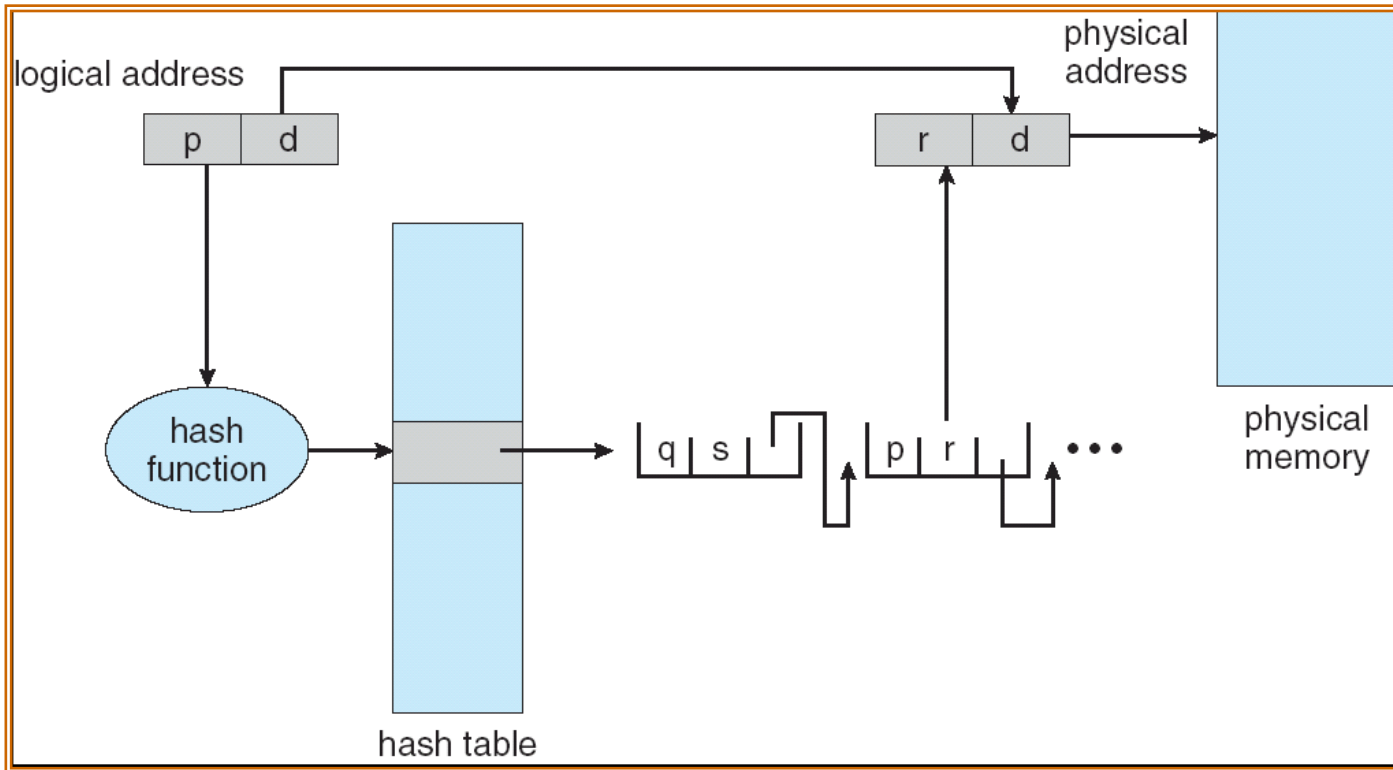 logical address
physical
address
p d
r d
hash
function
q s
p r
•••
physical
memory
hash table